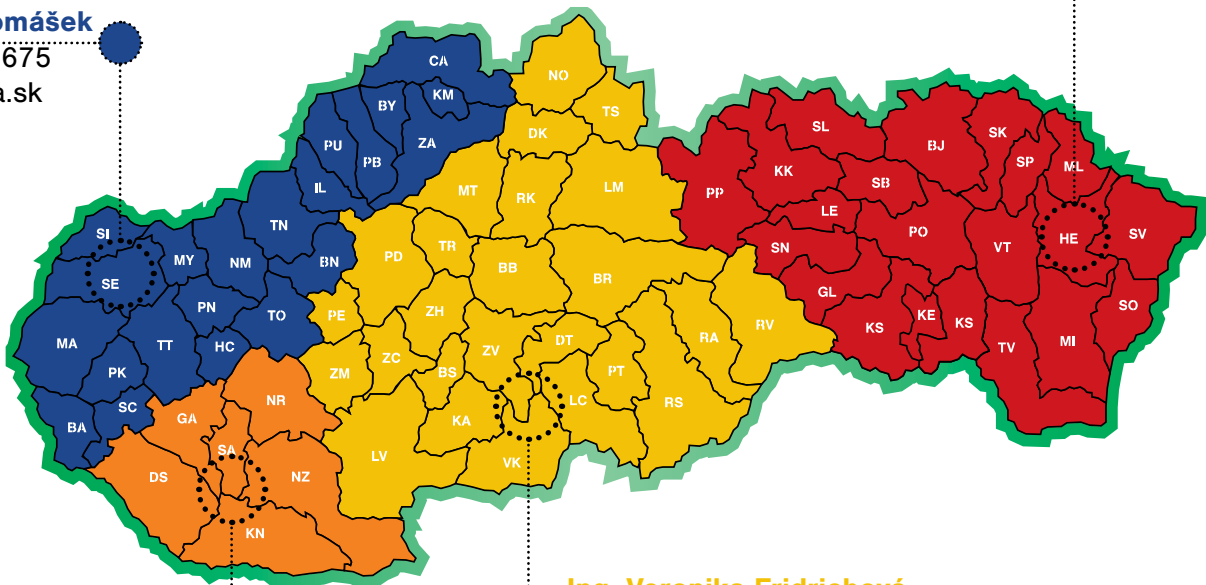 omášek
675
a.sk
CA
NO
KM
BY
TS
PU
PB
ZA
DK
SL
BJ
SK
SP
ML
IL
MT
RK
LM
PP
KK
SB
LE
PO
SI
TN
TR
SN
VT
HE
SV
MY
NM
BN
PD
BB
BR
SE
GL
PN
TO
PE
ZH
KS
KE
KS
SO
MA
TT
HC
ZC
ZV
DT
RA
RV
TV
MI
PK
ZM
BS
PT
SC
NR
LC
RS
BA
GA
KA
SA
LV
VK
DS
NZ
KN
Ing. Veronika Fridrichová